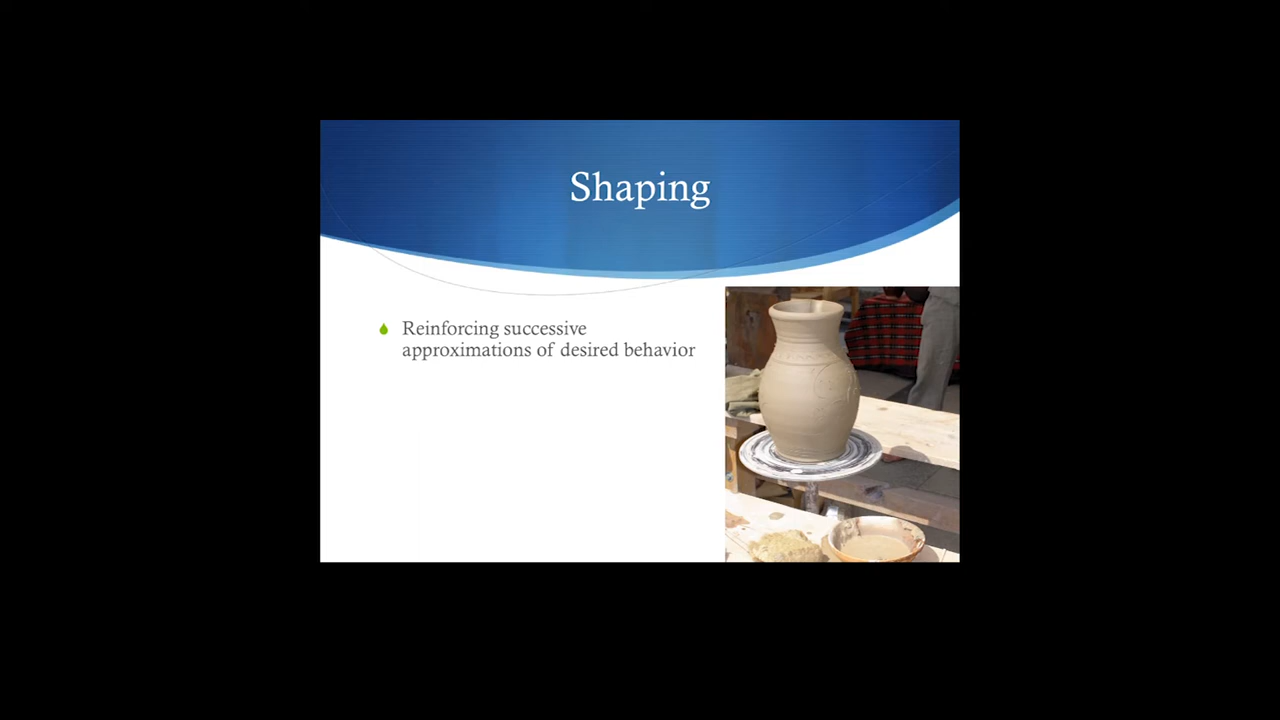 Shaping
Reinforcing successive
approximations of desired behavior